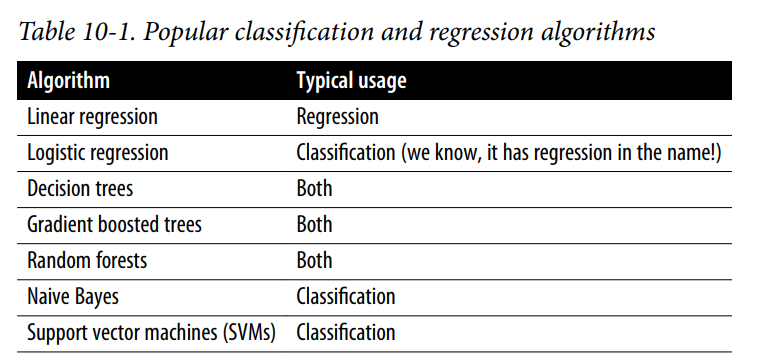 Table 10-1. Popular classification and regression algorithms
Algorithm Typical usage
Linear regression Regression
Logistic regression Classification (we know, it has regression in the name!)
Decision trees Both
Gradient boosted trees Both
Random forests Both
Naive Bayes Classification
Support vector machines (SVMs) Classification